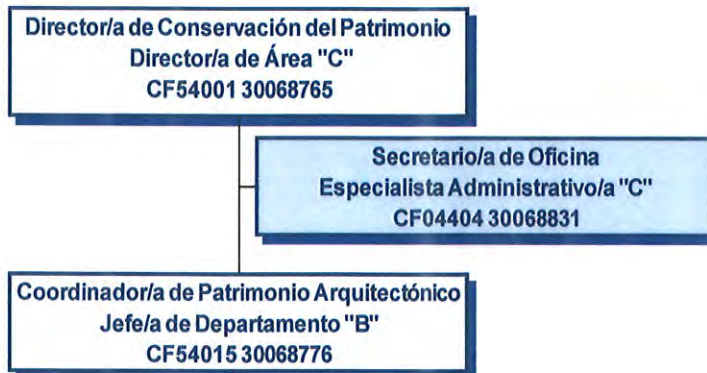 Director/a de Conservación del Patrimonio
Director/a de Área "C"
CF54001 30068765
Secretario/a de Oficina
Especialista Administrativo/a "C"
CF04404 30068831
Coordinador/a de Patrimonio Arquitectónico
Jefe/a de Departamento "B"
CF54015 30068776